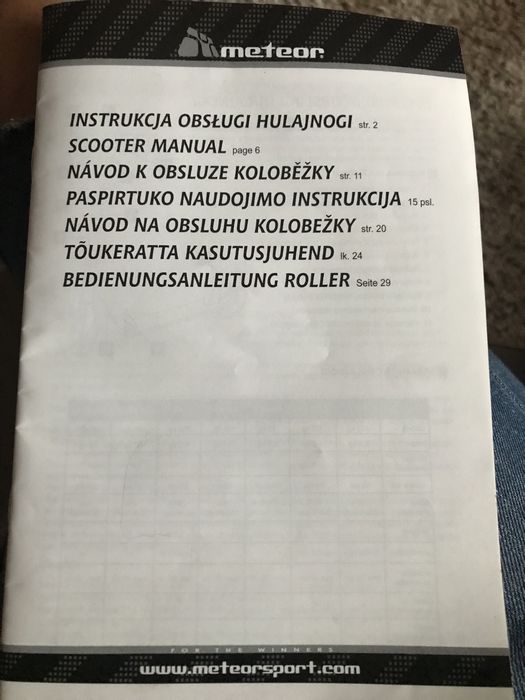 meteor
INSTRUKCJA OBSŁUGI HULAJNOGI str. 2
SCOOTER MANUAL page 6
NÁVOD K OBSLUZE KOLOBĚŽKY str. 11
PASPIRTUKO NAUDOJIMO INSTRUKCIJA 15 psl.
NÁVOD NA OBSLUHU KOLOBEŽKY str. 20
TÕUKERATTA KASUTUSJUHEND lk. 24
BEDIENUNGSANLEITUNG ROLLER Seite 29
FOR THE WINNERS
www.meteorsport.com